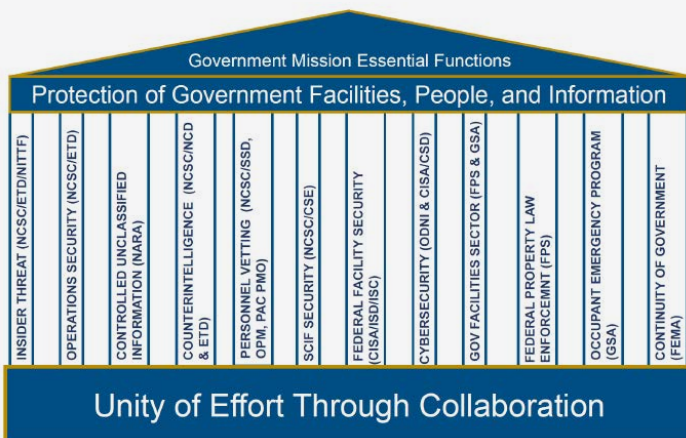 Government Mission Essential Functions
Protection of Government Facilities, People, and Information
INSIDER THREAT (NCSC/ETD/NITTF)
OPERATIONS SECURITY (NCSC/ETD)
CONTROLLED UNCLASSIFIED
INFORMATION (NARA)
COUNTERINTELLIGENCE (NCSC/NCD
& ETD)
PERSONNEL VETTING (NCSC/SSD,
OPM, PAC PMO)
SCIF SECURITY (NCSC/CSE)
FEDERAL FACILITY SECURITY
(CISA/ISD/ISC)
CYBERSECURITY (ODNI & CISA/CSD)
GOV FACILITIES SECTOR (FPS & GSA)
FEDERAL PROPERTY LAW
ENFORCEMNT (FPS)
OCCUPANT EMERGENCY PROGRAM
(GSA)
CONTINUITY OF GOVERNMENT
(FEMA)
Unity of Effort Through Collaboration